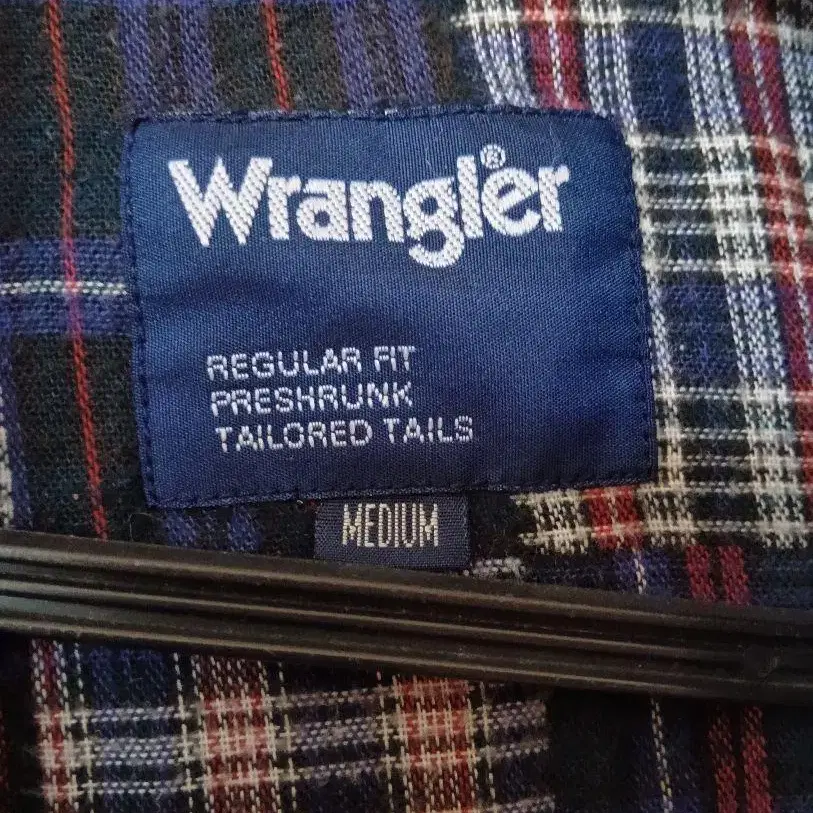 Wrangler®
REGULAR FIT
PRESHRUNK
TAILORED TAILS
MEDIUM